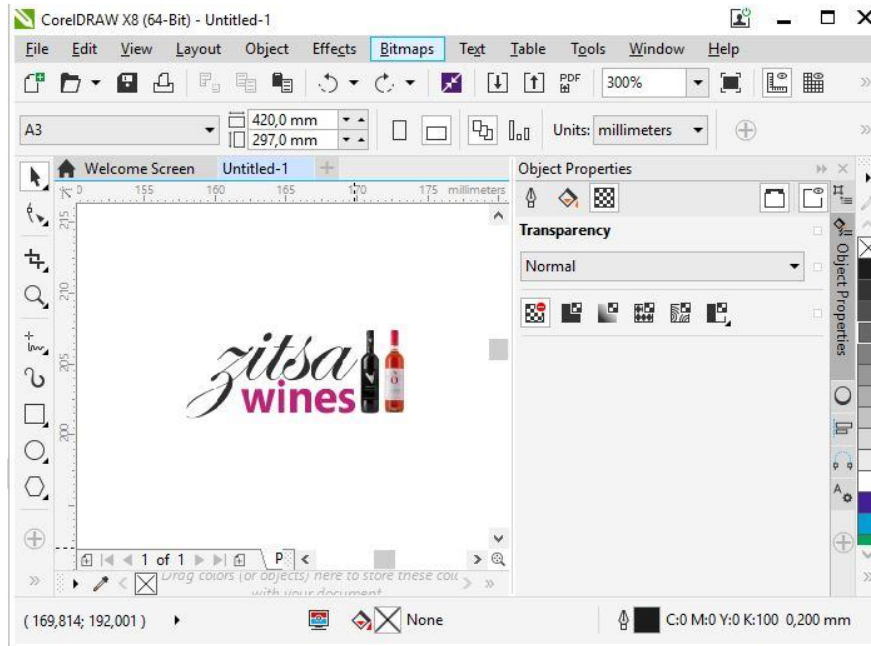 CorelDRAW X8 (64-Bit) - Untitled-1
File Edit View Layout Object Effects Bitmaps Text Table Tools Window Help
PDF 300%
A3 420,0 mm 297,0 mm Units: millimeters
Welcome Screen Untitled-1 Object Properties
0 155 160 165 170 175 millimeters
215
Transparency
Normal
210
Object Properties
205
zitsa
wines
200
1 of 1 P
Drag colors (or objects) here to store these
with your document
( 169,814; 192,001 ) None C:0 M:0 Y:0 K:100 0,200 mm